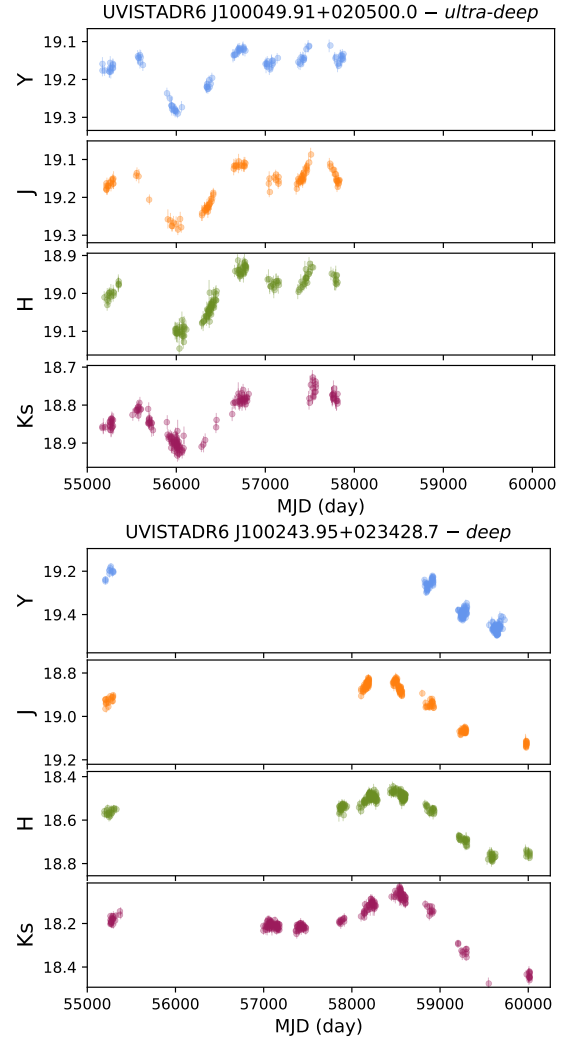 UVISTADR6 J100049.91+020500.0 − ultra-deep
19.1
19.2
19.3
Y
19.1
19.2
19.3
J
18.9
19.0
19.1
H
18.7
18.8
18.9
Ks
55000 56000 57000 58000 59000 60000
MJD (day)
UVISTADR6 J100243.95+023428.7 − deep
19.2
19.4
Y
18.8
19.0
19.2
J
18.4
18.6
18.8
H
18.2
18.4
Ks
55000 56000 57000 58000 59000 60000
MJD (day)